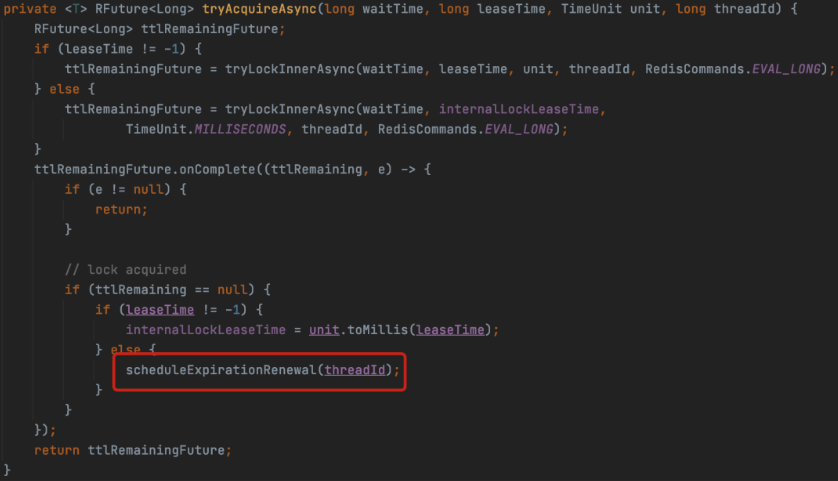 private <T> RFuture<Long> tryAcquireAsync(long waitTime, long leaseTime, TimeUnit unit, long threadId) {
    RFuture<Long> ttlRemainingFuture;
    if (leaseTime != -1) {
        ttlRemainingFuture = tryLockInnerAsync(waitTime, leaseTime, unit, threadId, RedisCommands.EVAL_LONG);
    } else {
        ttlRemainingFuture = tryLockInnerAsync(waitTime, internalLockLeaseTime,
                TimeUnit.MILLISECONDS, threadId, RedisCommands.EVAL_LONG);
    }
    ttlRemainingFuture.onComplete((ttlRemaining, e) -> {
        if (e != null) {
            return;
        }
        // lock acquired
        if (ttlRemaining == null) {
            if (leaseTime != -1) {
                internalLockLeaseTime = unit.toMillis(leaseTime);
            } else {
                scheduleExpirationRenewal(threadId);
            }
        }
    });
    return ttlRemainingFuture;
}